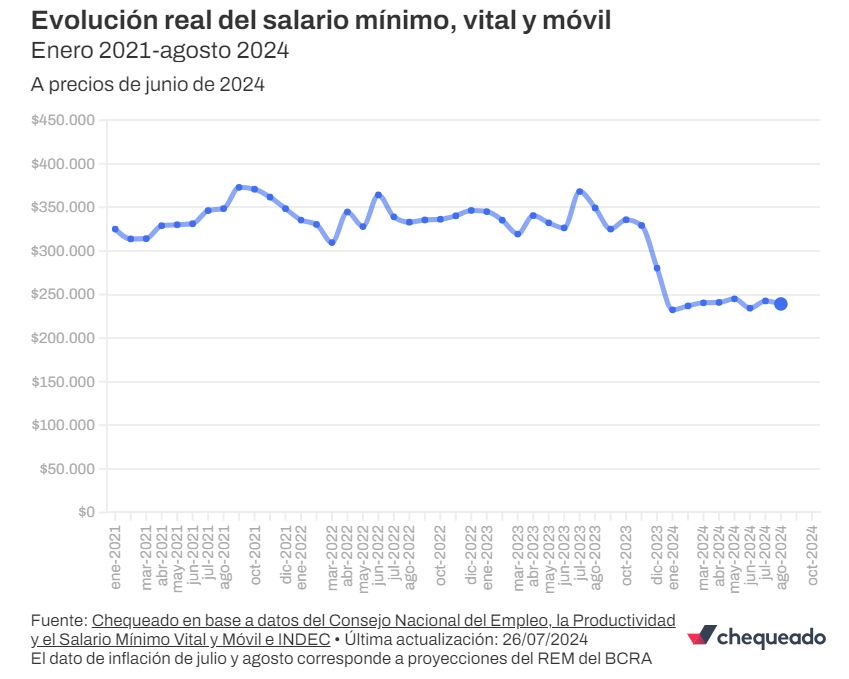 Evolución real del salario mínimo, vital y móvil
Enero 2021-agosto 2024
A precios de junio de 2024
$450.000
$400.000
$350.000
$300.000
$250.000
$200.000
$150.000
$100.000
$50.000
$0
ene-2021
mar-2021
abr-2021
may-2021
jun-2021
jul-2021
ago-2021
oct-2021
dic-2021
ene-2022
mar-2022
abr-2022
may-2022
jun-2022
jul-2022
ago-2022
oct-2022
dic-2022
ene-2023
mar-2023
abr-2023
may-2023
jun-2023
jul-2023
ago-2023
oct-2023
dic-2023
ene-2024
mar-2024
abr-2024
may-2024
jun-2024
jul-2024
ago-2024
oct-2024
Fuente: Chequeado en base a datos del Consejo Nacional del Empleo, la Productividad
y el Salario Mínimo Vital y Móvil e INDEC • Última actualización: 26/07/2024
El dato de inflación de julio y agosto corresponde a proyecciones del REM del BCRA
chequeado